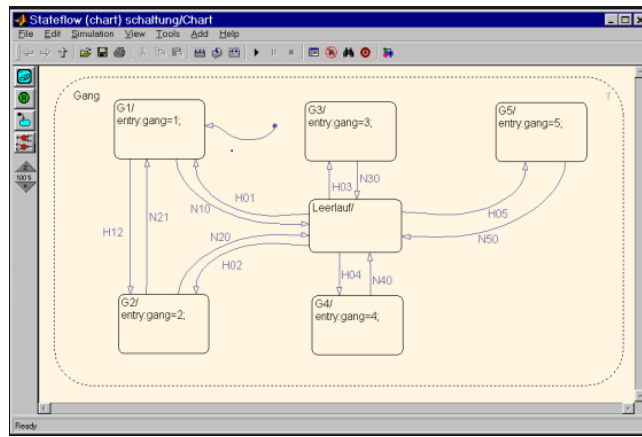 Stateflow (chart) schaltung/Chart
File Edit Simulation View Tools Add Help
100%
Gang
1
G1/
entry:gang=1;
G3/
entry:gang=3;
G5/
entry:gang=5;
H01
H03
N30
N10
N21
H12
Leerlauf/
H05
N50
N20
H02
H04
N40
G2/
entry:gang=2;
G4/
entry:gang=4;
Ready